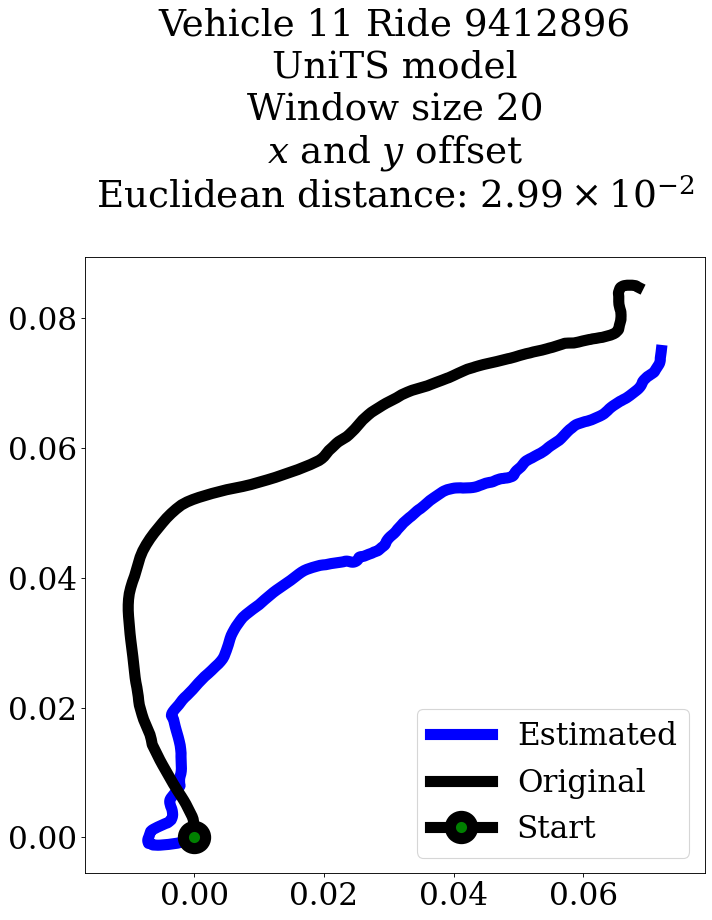 Vehicle 11 Ride 9412896
UniTS model
Window size 20
x and y offset
Euclidean distance: 2.99 × 10⁻²
0.08
0.06
0.04
0.02
0.00
Estimated
Original
Start
0.00 0.02 0.04 0.06